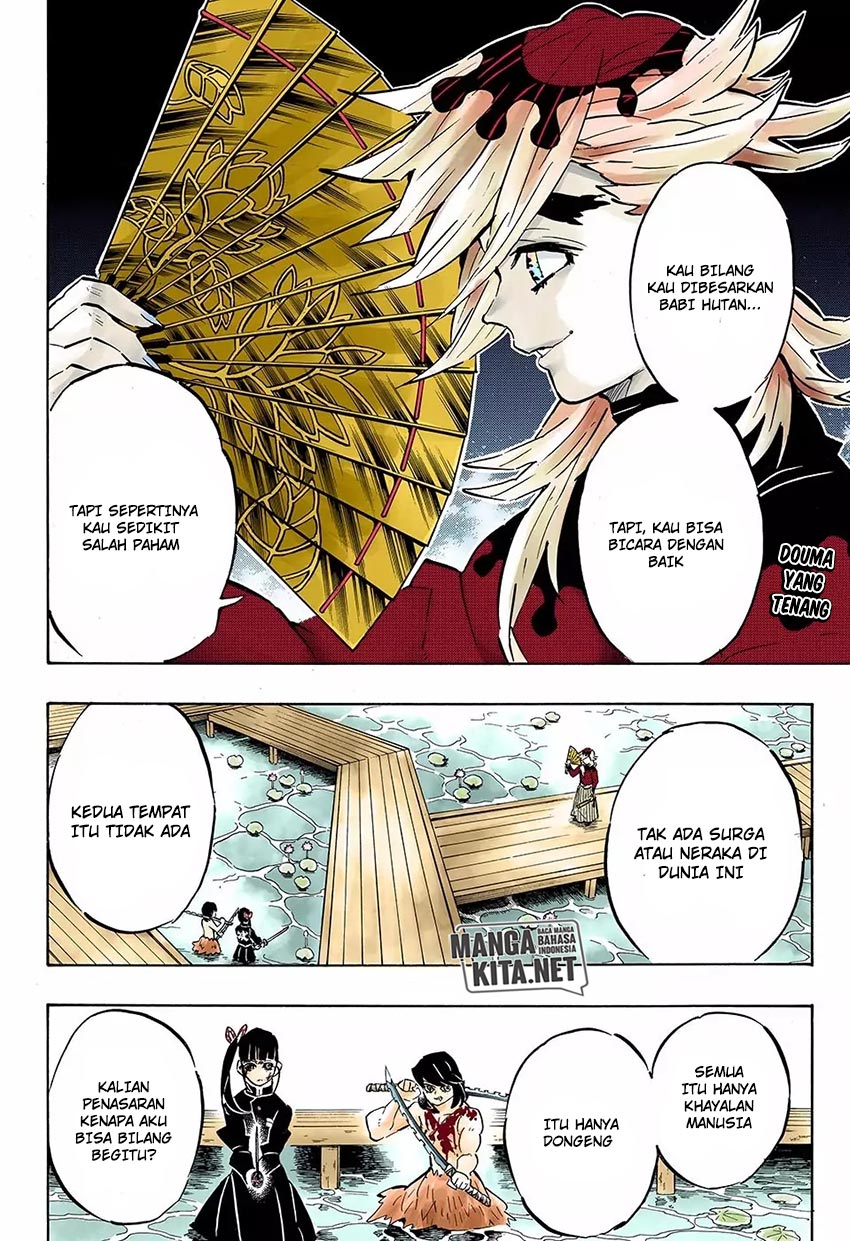 KAU BILANG
KAU DIBESARKAN
BABI HUTAN...
TAPI, KAU BISA
BICARA DENGAN
BAIK
DOUMA
YANG
TENANG
TAPI SEPERTINYA
KAU SEDIKIT
SALAH PAHAM
TAK ADA SURGA
ATAU NERAKA DI
DUNIA INI
KEDUA TEMPAT
ITU TIDAK ADA
MANGA
BACA MANGA
BAHASA
INDONESIA
KITA.NET
SEMUA
ITU HANYA
KHAYALAN
MANUSIA
ITU HANYA
DONGENG
KALIAN
PENASARAN
KENAPA AKU
BISA BILANG
BEGITU?